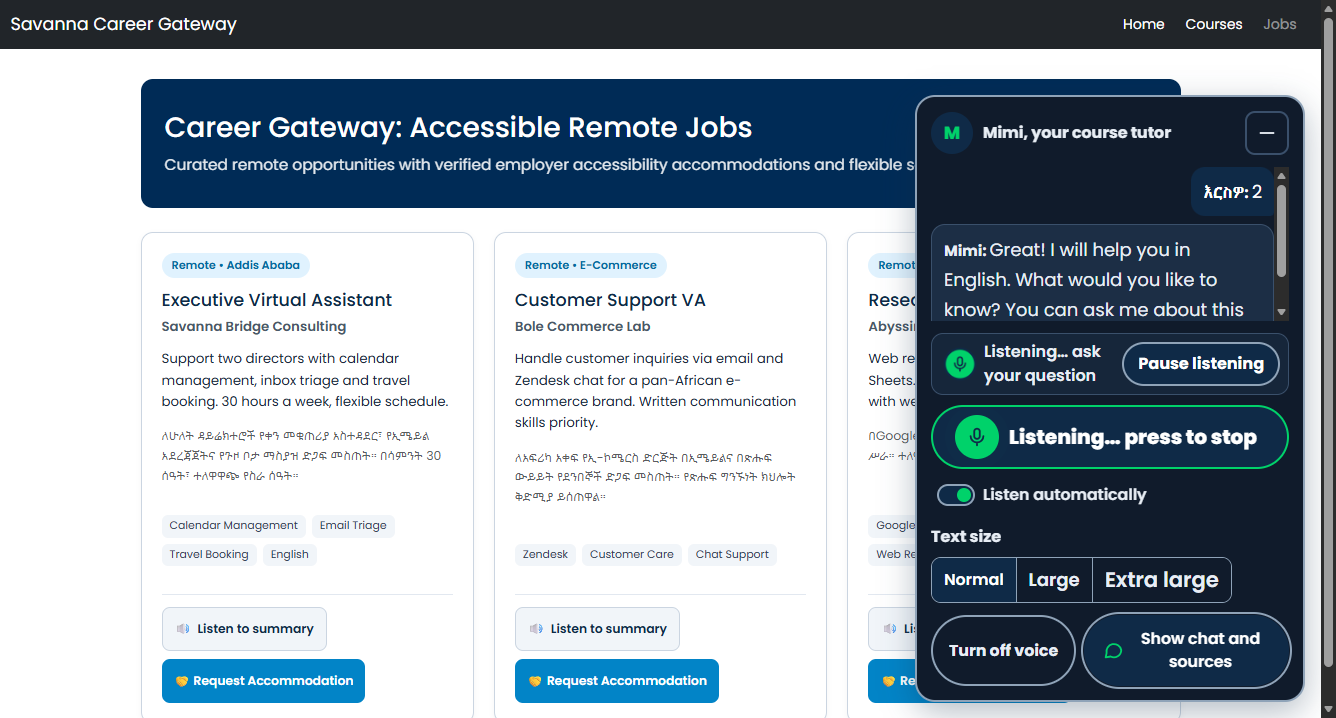 Savanna Career Gateway
Home
Courses
Jobs
Career Gateway: Accessible Remote Jobs
Curated remote opportunities with verified employer accessibility accommodations and flexible s
Remote • Addis Ababa
Executive Virtual Assistant
Savanna Bridge Consulting
Support two directors with calendar
management, inbox triage and travel
booking. 30 hours a week, flexible schedule.
ለሁለት ዳይሬክተሮች የቀን መቁጠሪያ አስተዳደር፣ የኢሜይል
አደረጃጀትና የጉዞ ቦታ ማስያዝ ድጋፍ መስጠት። በሳምንት 30
ሰዓት፣ ተለዋዋጭ የስራ ሰዓት።
Calendar Management
Email Triage
Travel Booking
English
Listen to summary
Request Accommodation
Remote • E-Commerce
Customer Support VA
Bole Commerce Lab
Handle customer inquiries via email and
Zendesk chat for a pan-African e-
commerce brand. Written communication
skills priority.
ለአፍሪካ አቀፍ የኢ-ኮሜርስ ድርጅት በኢሜይልና በጽሑፍ
ውይይት የደንበኞች ድጋፍ መስጠት። የጽሑፍ ግንኙነት ክህሎት
ቅድሚያ ይሰጠዋል።
Zendesk
Customer Care
Chat Support
Listen to summary
Request Accommodation
Remot
Resea
Abyssi
Web re
Sheets.
with we
በGoogl
ሥራ። ተለ
Google
Web Re
Li
Re
M
Mimi, your course tutor
እርስዎ: 2
Mimi: Great! I will help you in
English. What would you like to
know? You can ask me about this
Listening... ask
your question
Pause listening
Listening... press to stop
Listen automatically
Text size
Normal
Large
Extra large
Turn off voice
Show chat and
sources